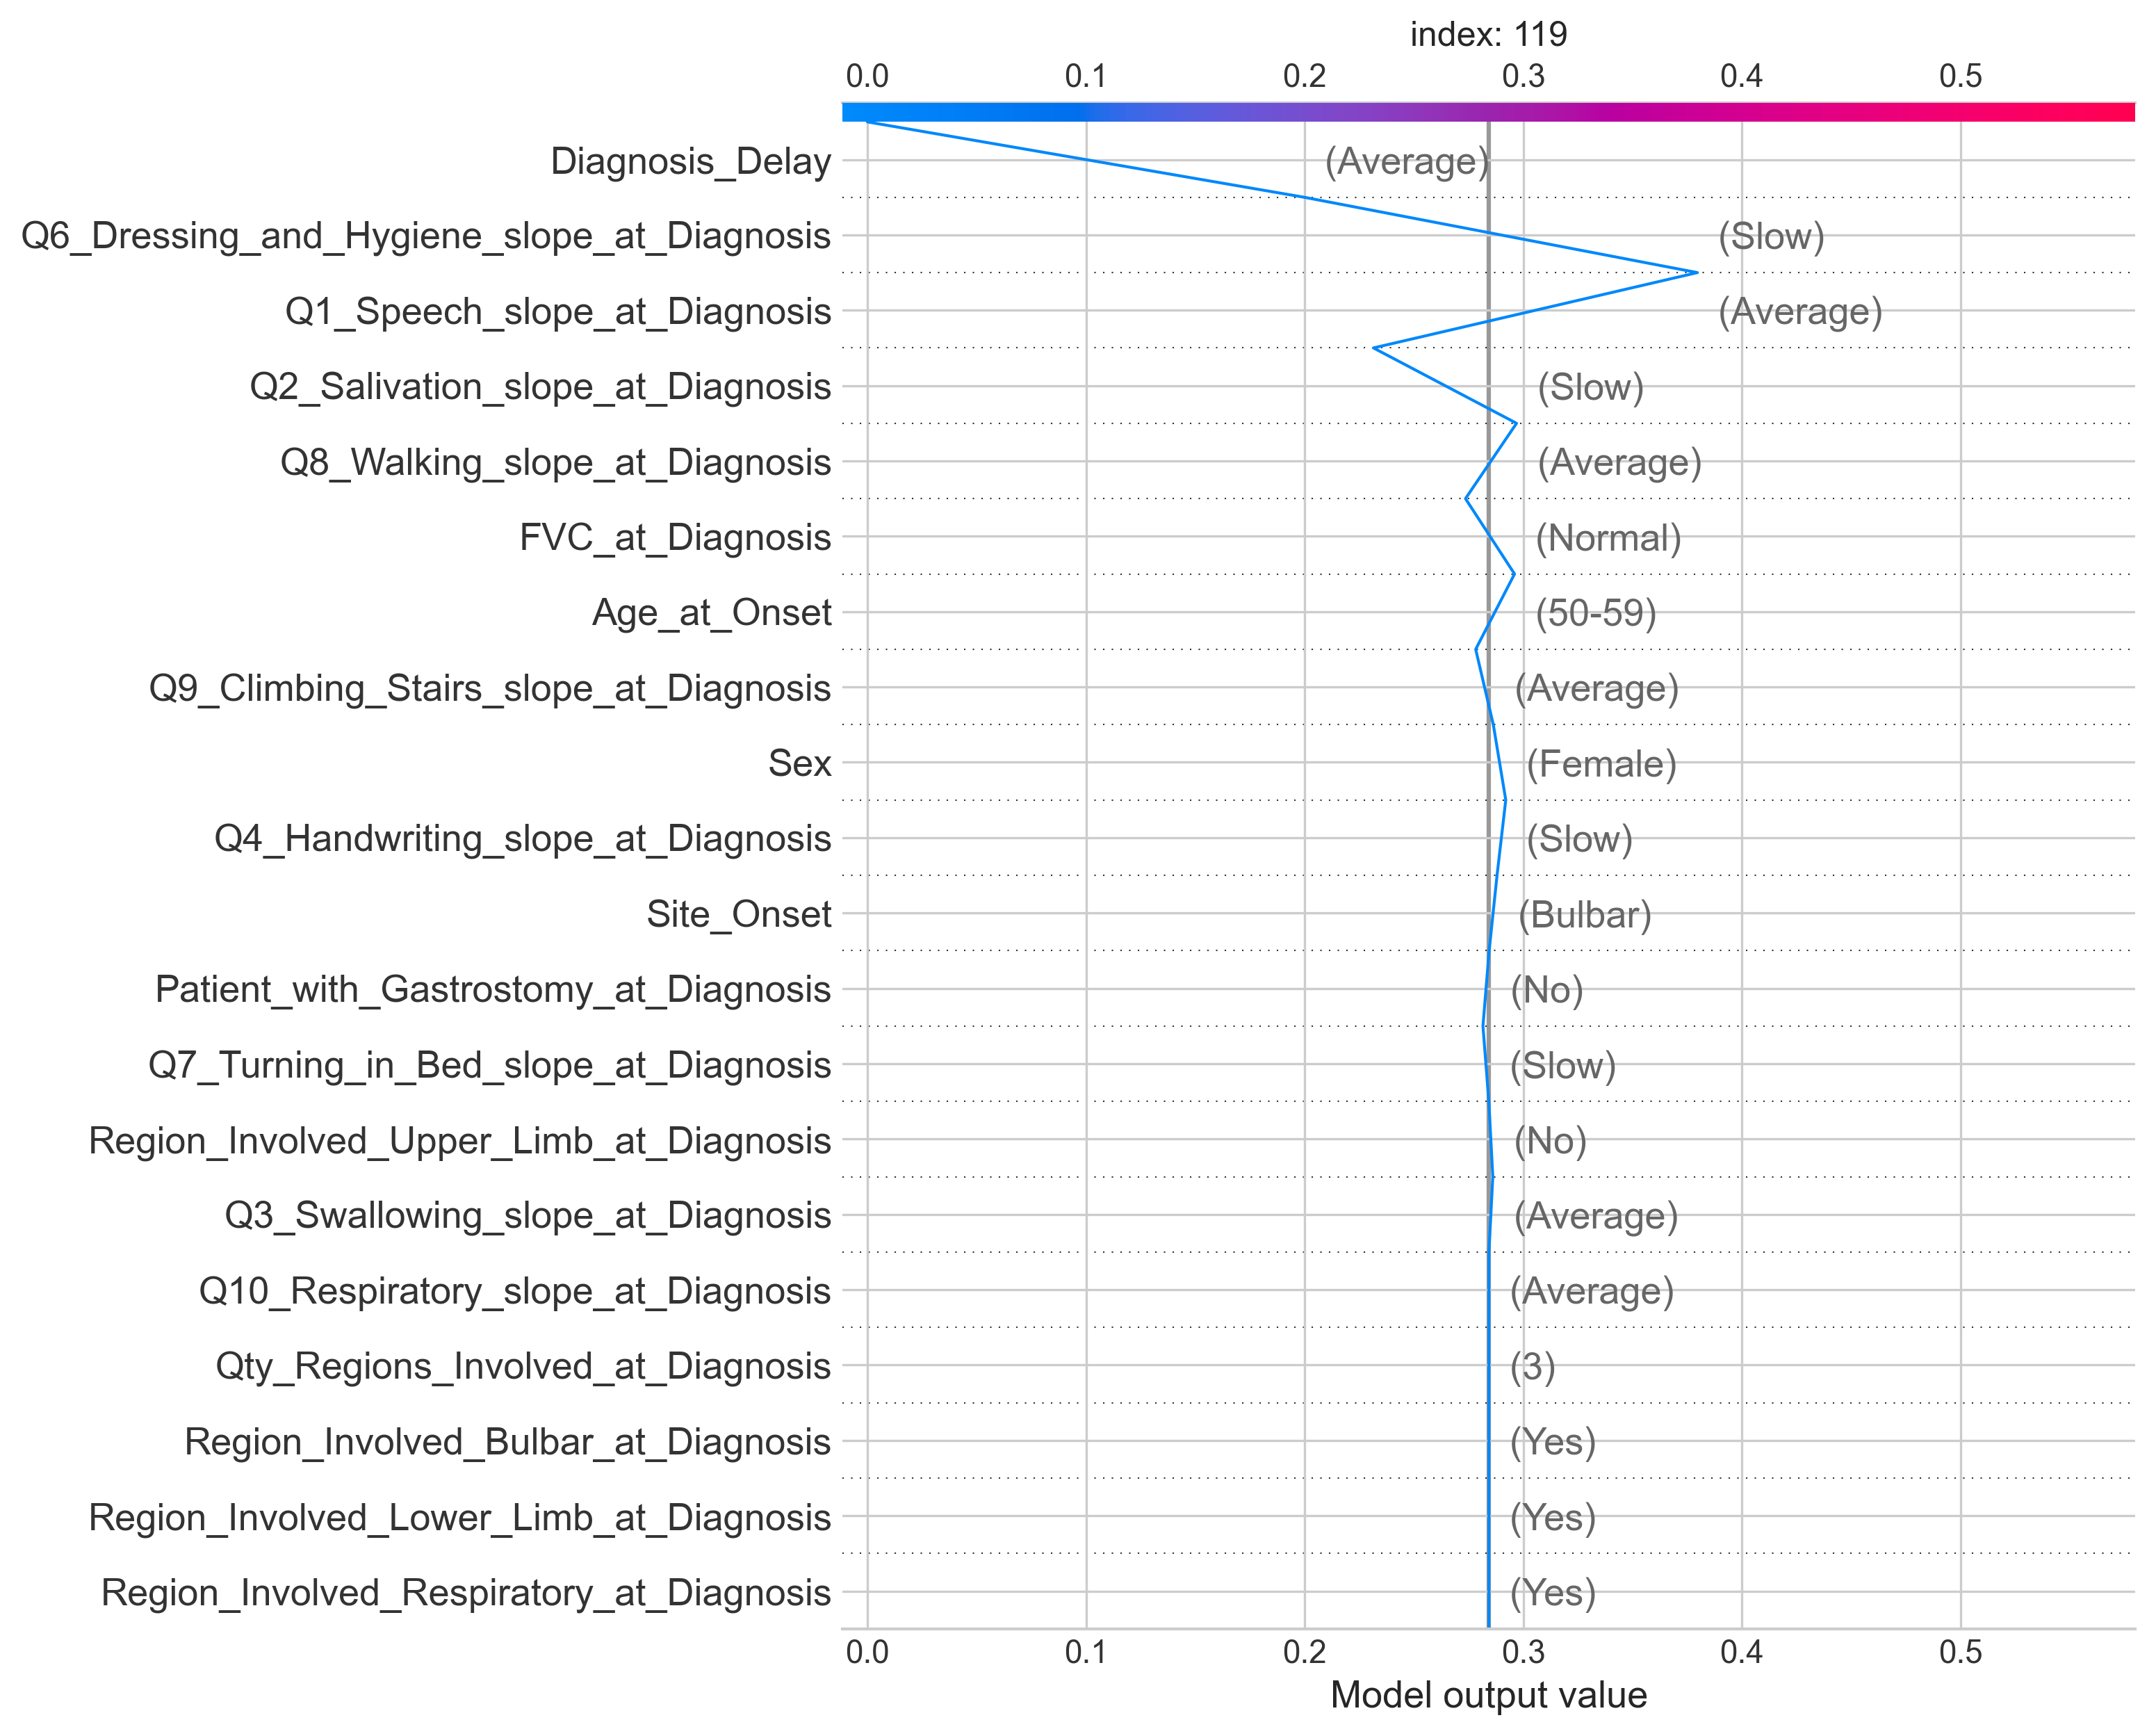 index: 119
0.0 0.1 0.2 0.3 0.4 0.5
Diagnosis_Delay (Average)
Q6_Dressing_and_Hygiene_slope_at_Diagnosis (Slow)
Q1_Speech_slope_at_Diagnosis (Average)
Q2_Salivation_slope_at_Diagnosis (Slow)
Q8_Walking_slope_at_Diagnosis (Average)
FVC_at_Diagnosis (Normal)
Age_at_Onset (50-59)
Q9_Climbing_Stairs_slope_at_Diagnosis (Average)
Sex (Female)
Q4_Handwriting_slope_at_Diagnosis (Slow)
Site_Onset (Bulbar)
Patient_with_Gastrostomy_at_Diagnosis (No)
Q7_Turning_in_Bed_slope_at_Diagnosis (Slow)
Region_Involved_Upper_Limb_at_Diagnosis (No)
Q3_Swallowing_slope_at_Diagnosis (Average)
Q10_Respiratory_slope_at_Diagnosis (Average)
Qty_Regions_Involved_at_Diagnosis (3)
Region_Involved_Bulbar_at_Diagnosis (Yes)
Region_Involved_Lower_Limb_at_Diagnosis (Yes)
Region_Involved_Respiratory_at_Diagnosis (Yes)
0.0 0.1 0.2 0.3 0.4 0.5
Model output value